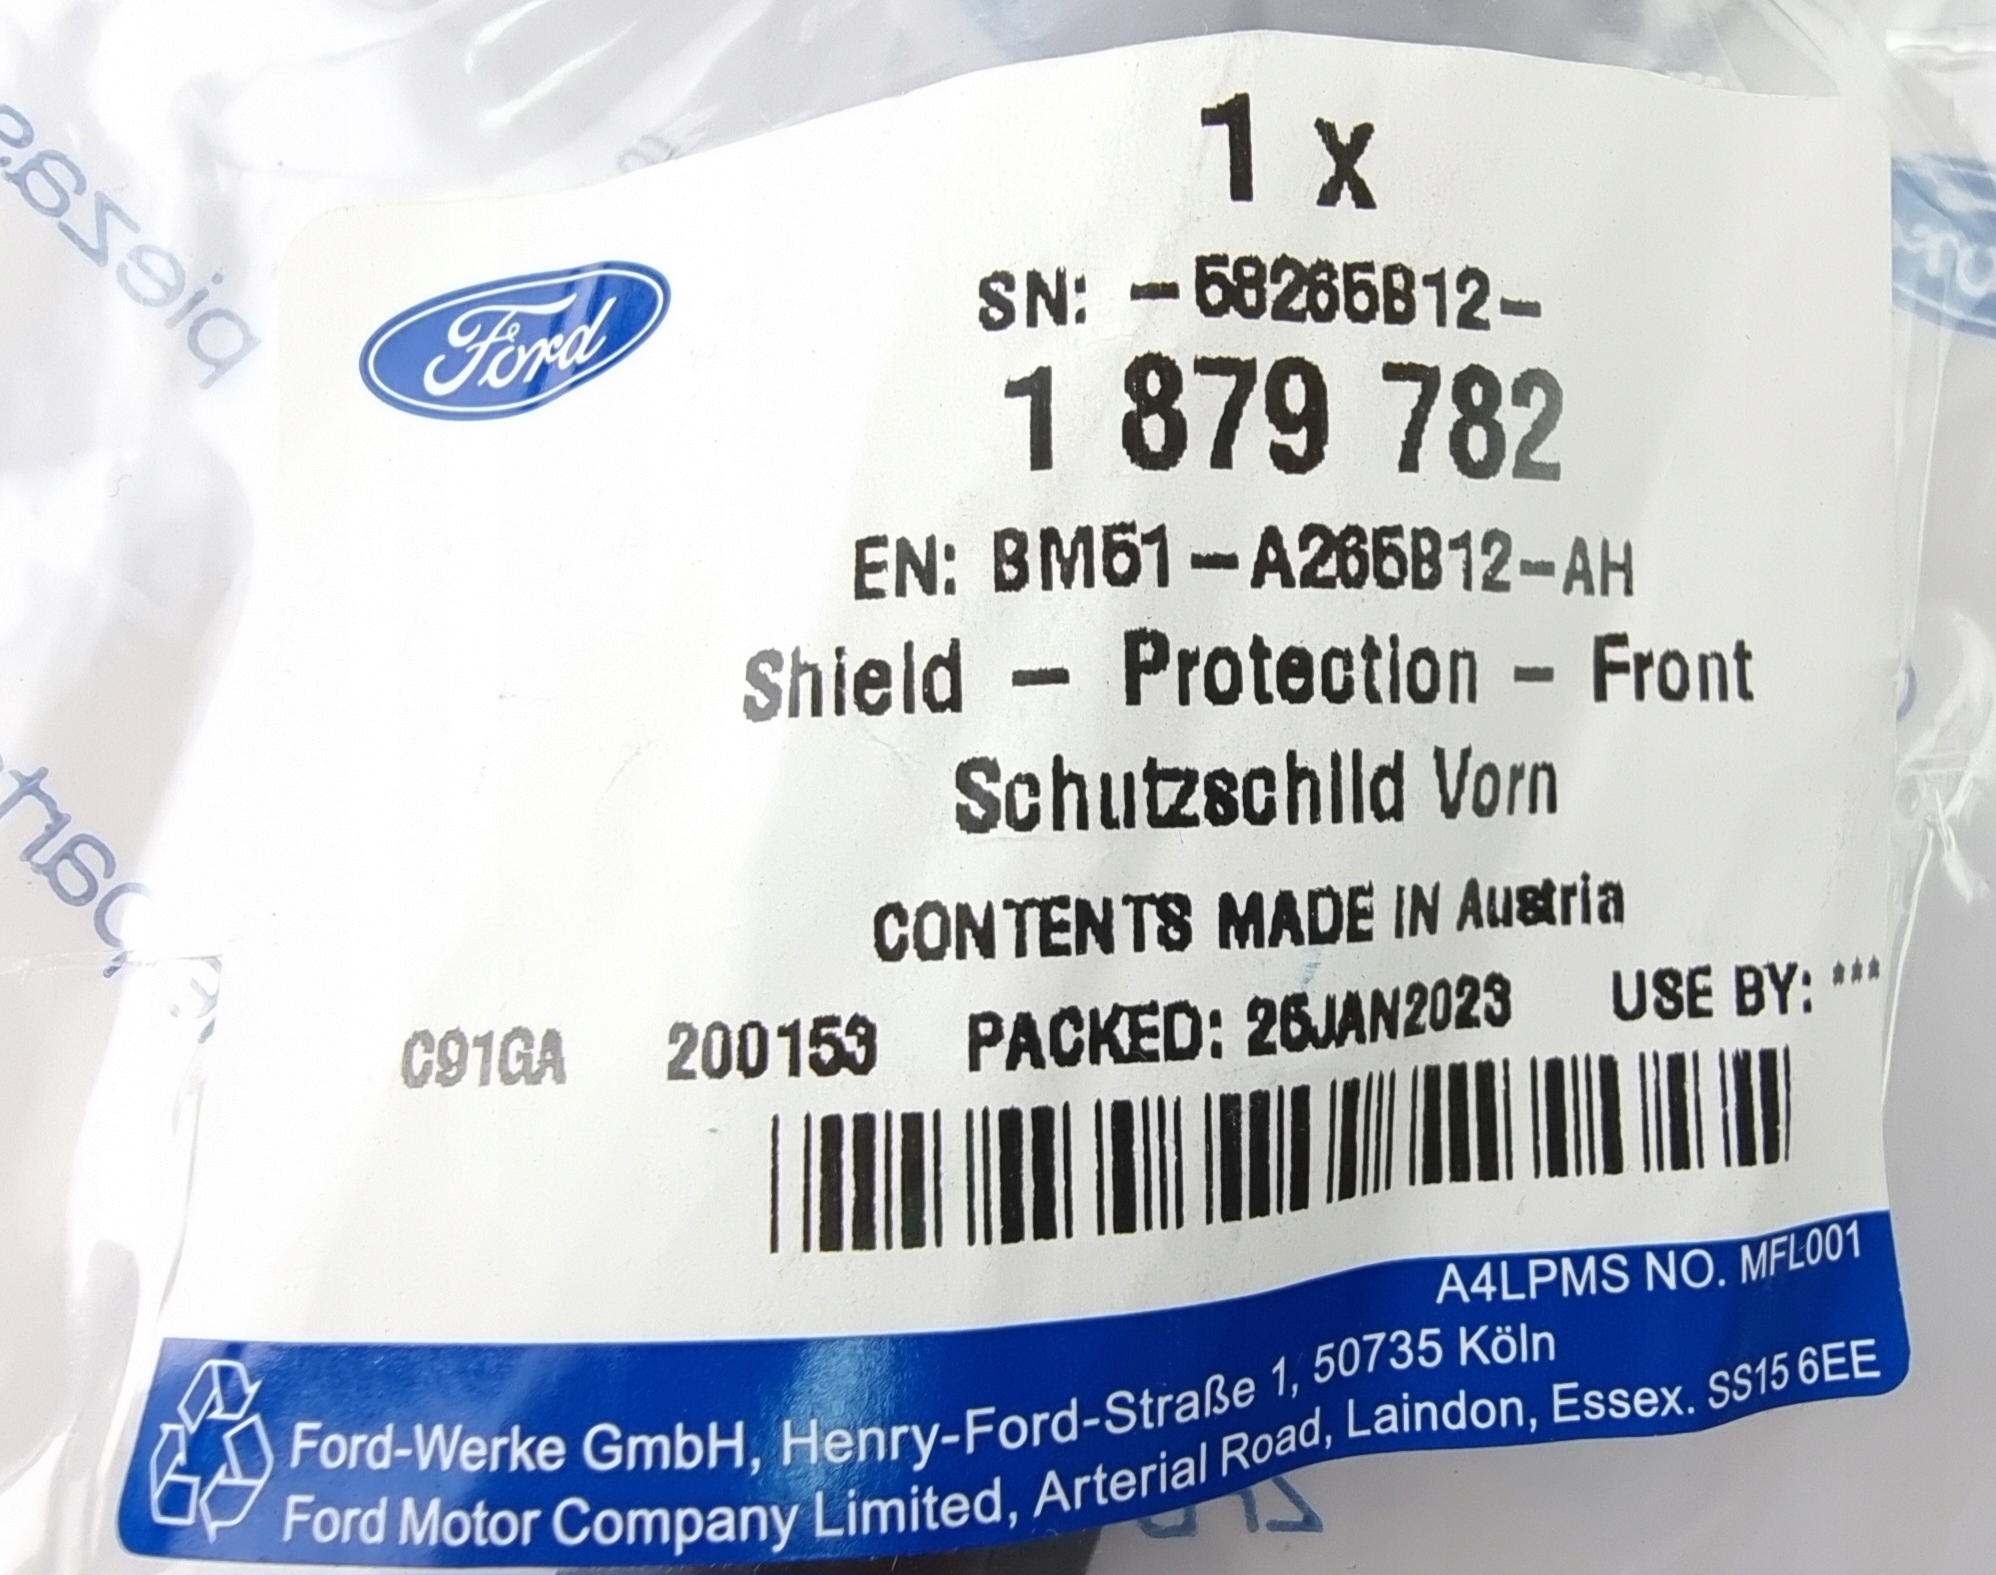 1 x
Ford
SN: -58265B12-
1 879 782
EN: BM51-A265B12-AH
Shield - Protection - Front
Schutzschild Vorn
CONTENTS MADE IN Austria
C91GA 200153 PACKED: 25JAN2023 USE BY: ***
A4LPMS NO. MFL001
Ford-Werke GmbH, Henry-Ford-Straße 1, 50735 Köln
Ford Motor Company Limited, Arterial Road, Laindon, Essex. SS15 6EE